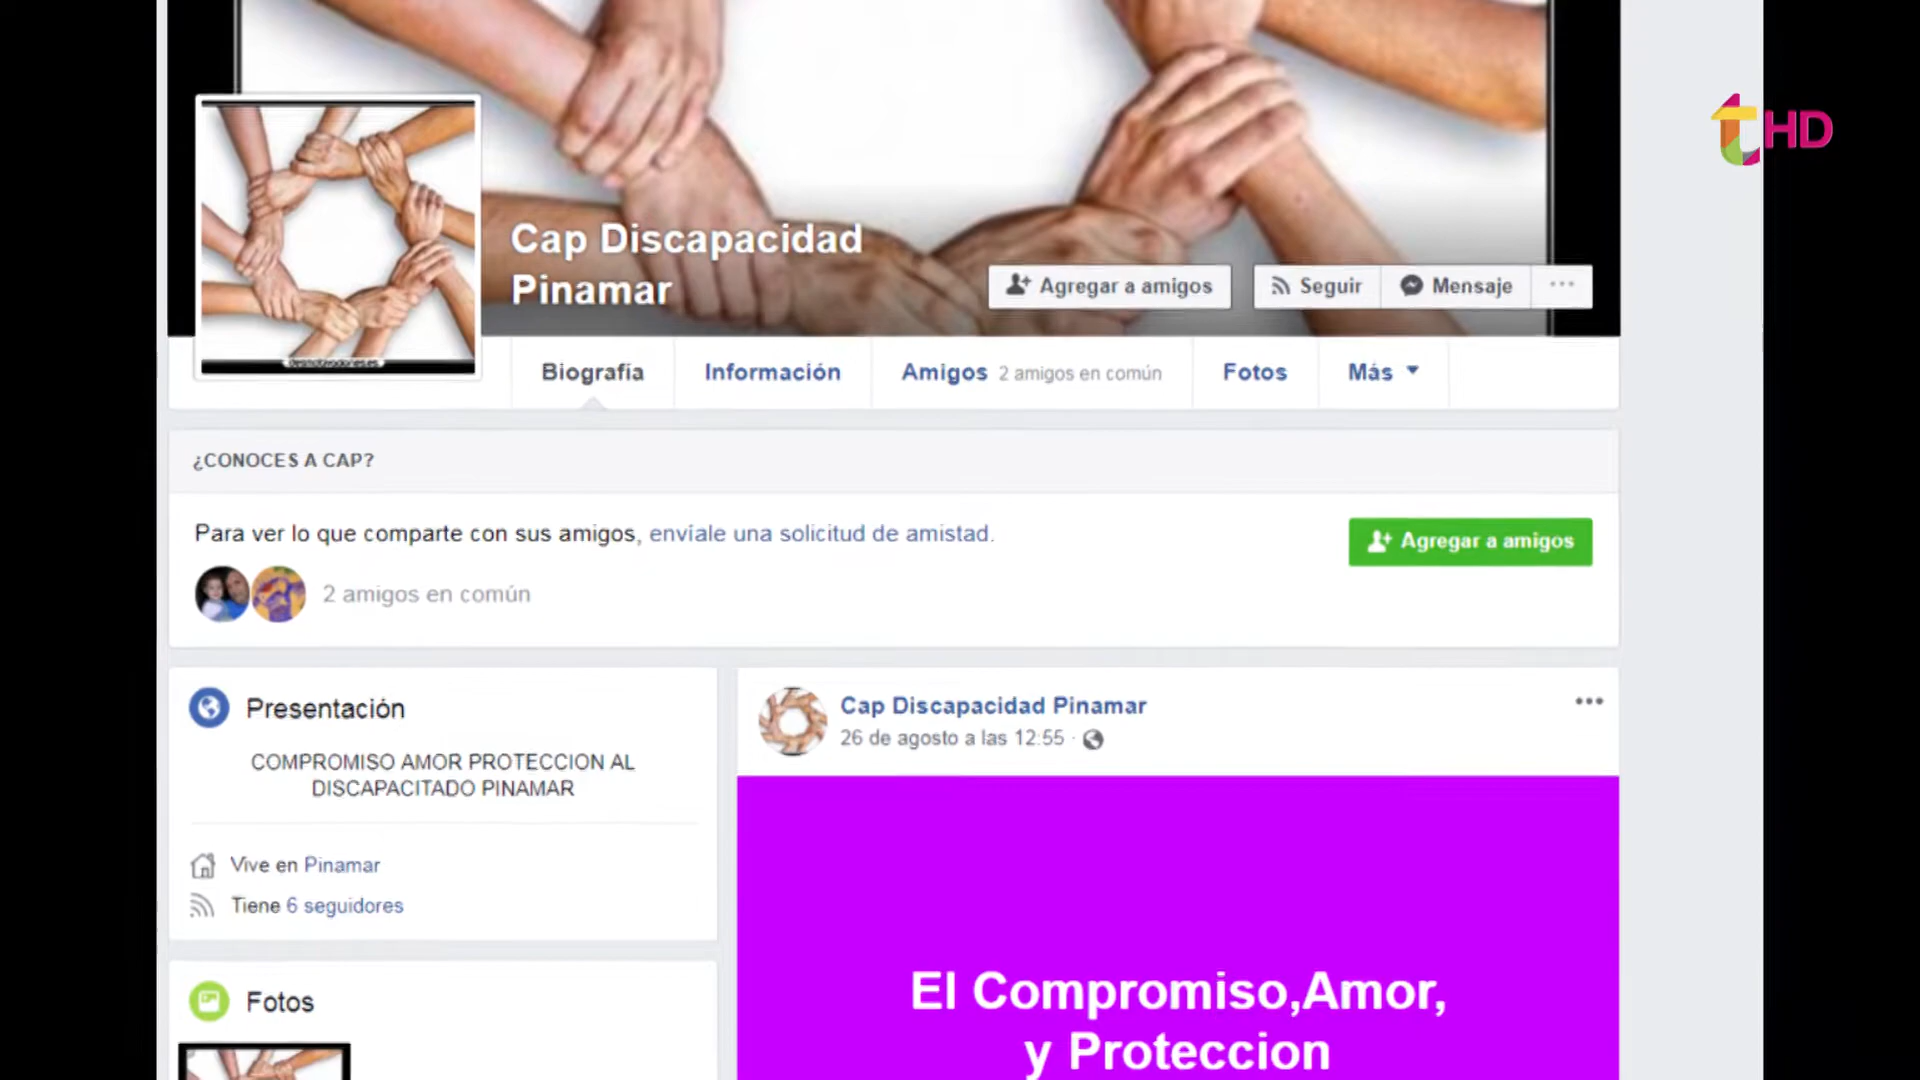 t HD
Cap Discapacidad
Pinamar
Agregar a amigos
Seguir
Mensaje
Biografía
Información
Amigos 2 amigos en común
Fotos
Más
¿CONOCES A CAP?
Para ver lo que comparte con sus amigos, envíale una solicitud de amistad.
Agregar a amigos
2 amigos en común
Presentación
COMPROMISO AMOR PROTECCION AL
DISCAPACITADO PINAMAR
Vive en Pinamar
Tiene 6 seguidores
Fotos
Cap Discapacidad Pinamar
26 de agosto a las 12:55 ·
El Compromiso,Amor,
y Proteccion